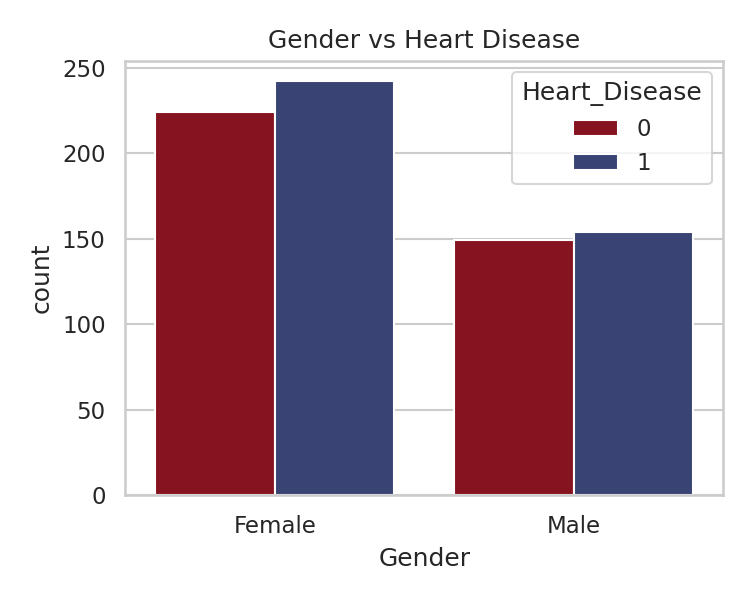 Gender vs Heart Disease
Heart_Disease
0
1
250
200
150
100
50
0
count
Female
Male
Gender